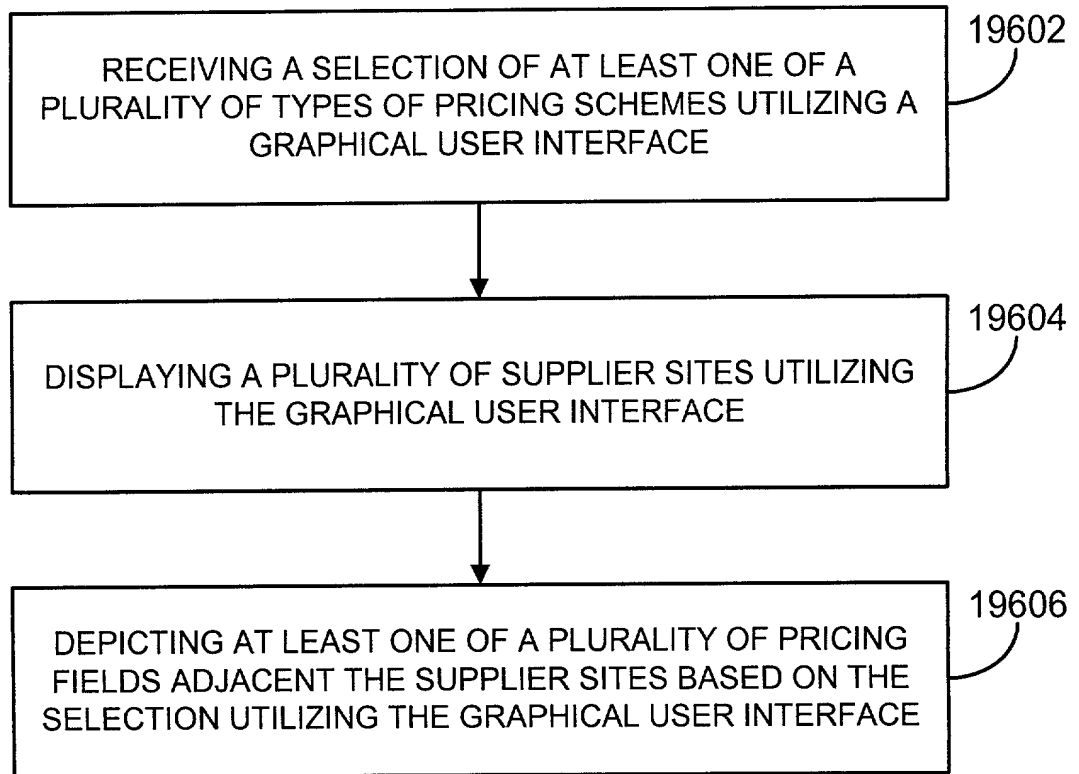 19602
RECEIVING A SELECTION OF AT LEAST ONE OF A
PLURALITY OF TYPES OF PRICING SCHEMES UTILIZING A
GRAPHICAL USER INTERFACE
19604
DISPLAYING A PLURALITY OF SUPPLIER SITES UTILIZING
THE GRAPHICAL USER INTERFACE
19606
DEPICTING AT LEAST ONE OF A PLURALITY OF PRICING
FIELDS ADJACENT THE SUPPLIER SITES BASED ON THE
SELECTION UTILIZING THE GRAPHICAL USER INTERFACE